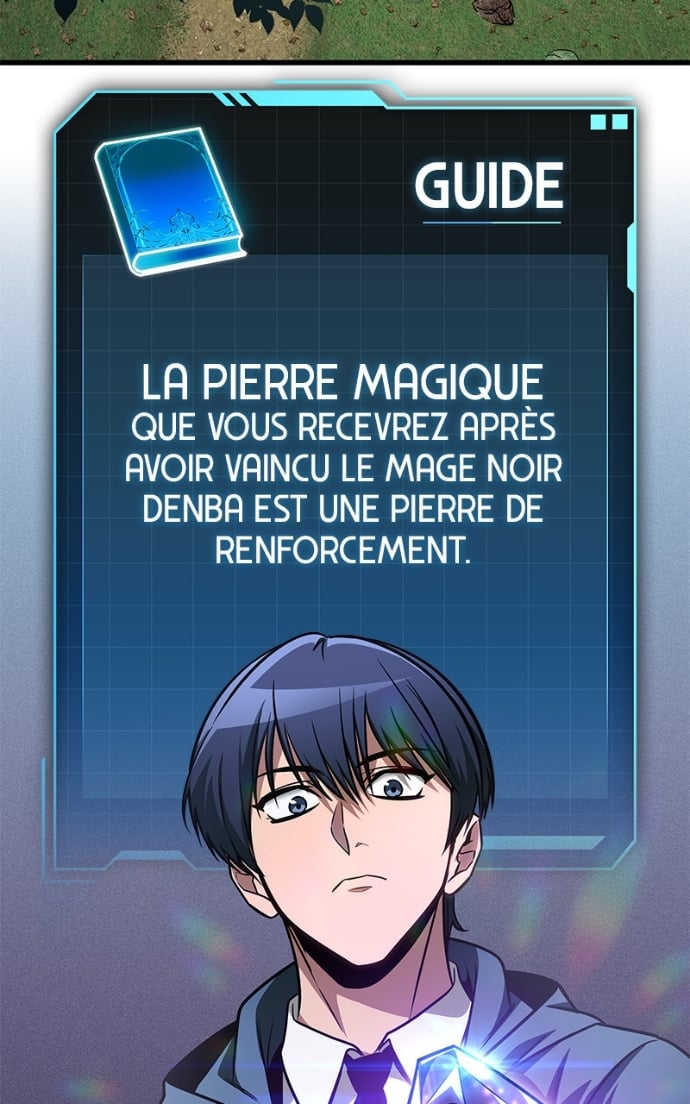 GUIDE
LA PIERRE MAGIQUE
QUE VOUS RECEVREZ APRÈS
AVOIR VAINCU LE MAGE NOIR
DENBA EST UNE PIERRE DE
RENFORCEMENT.